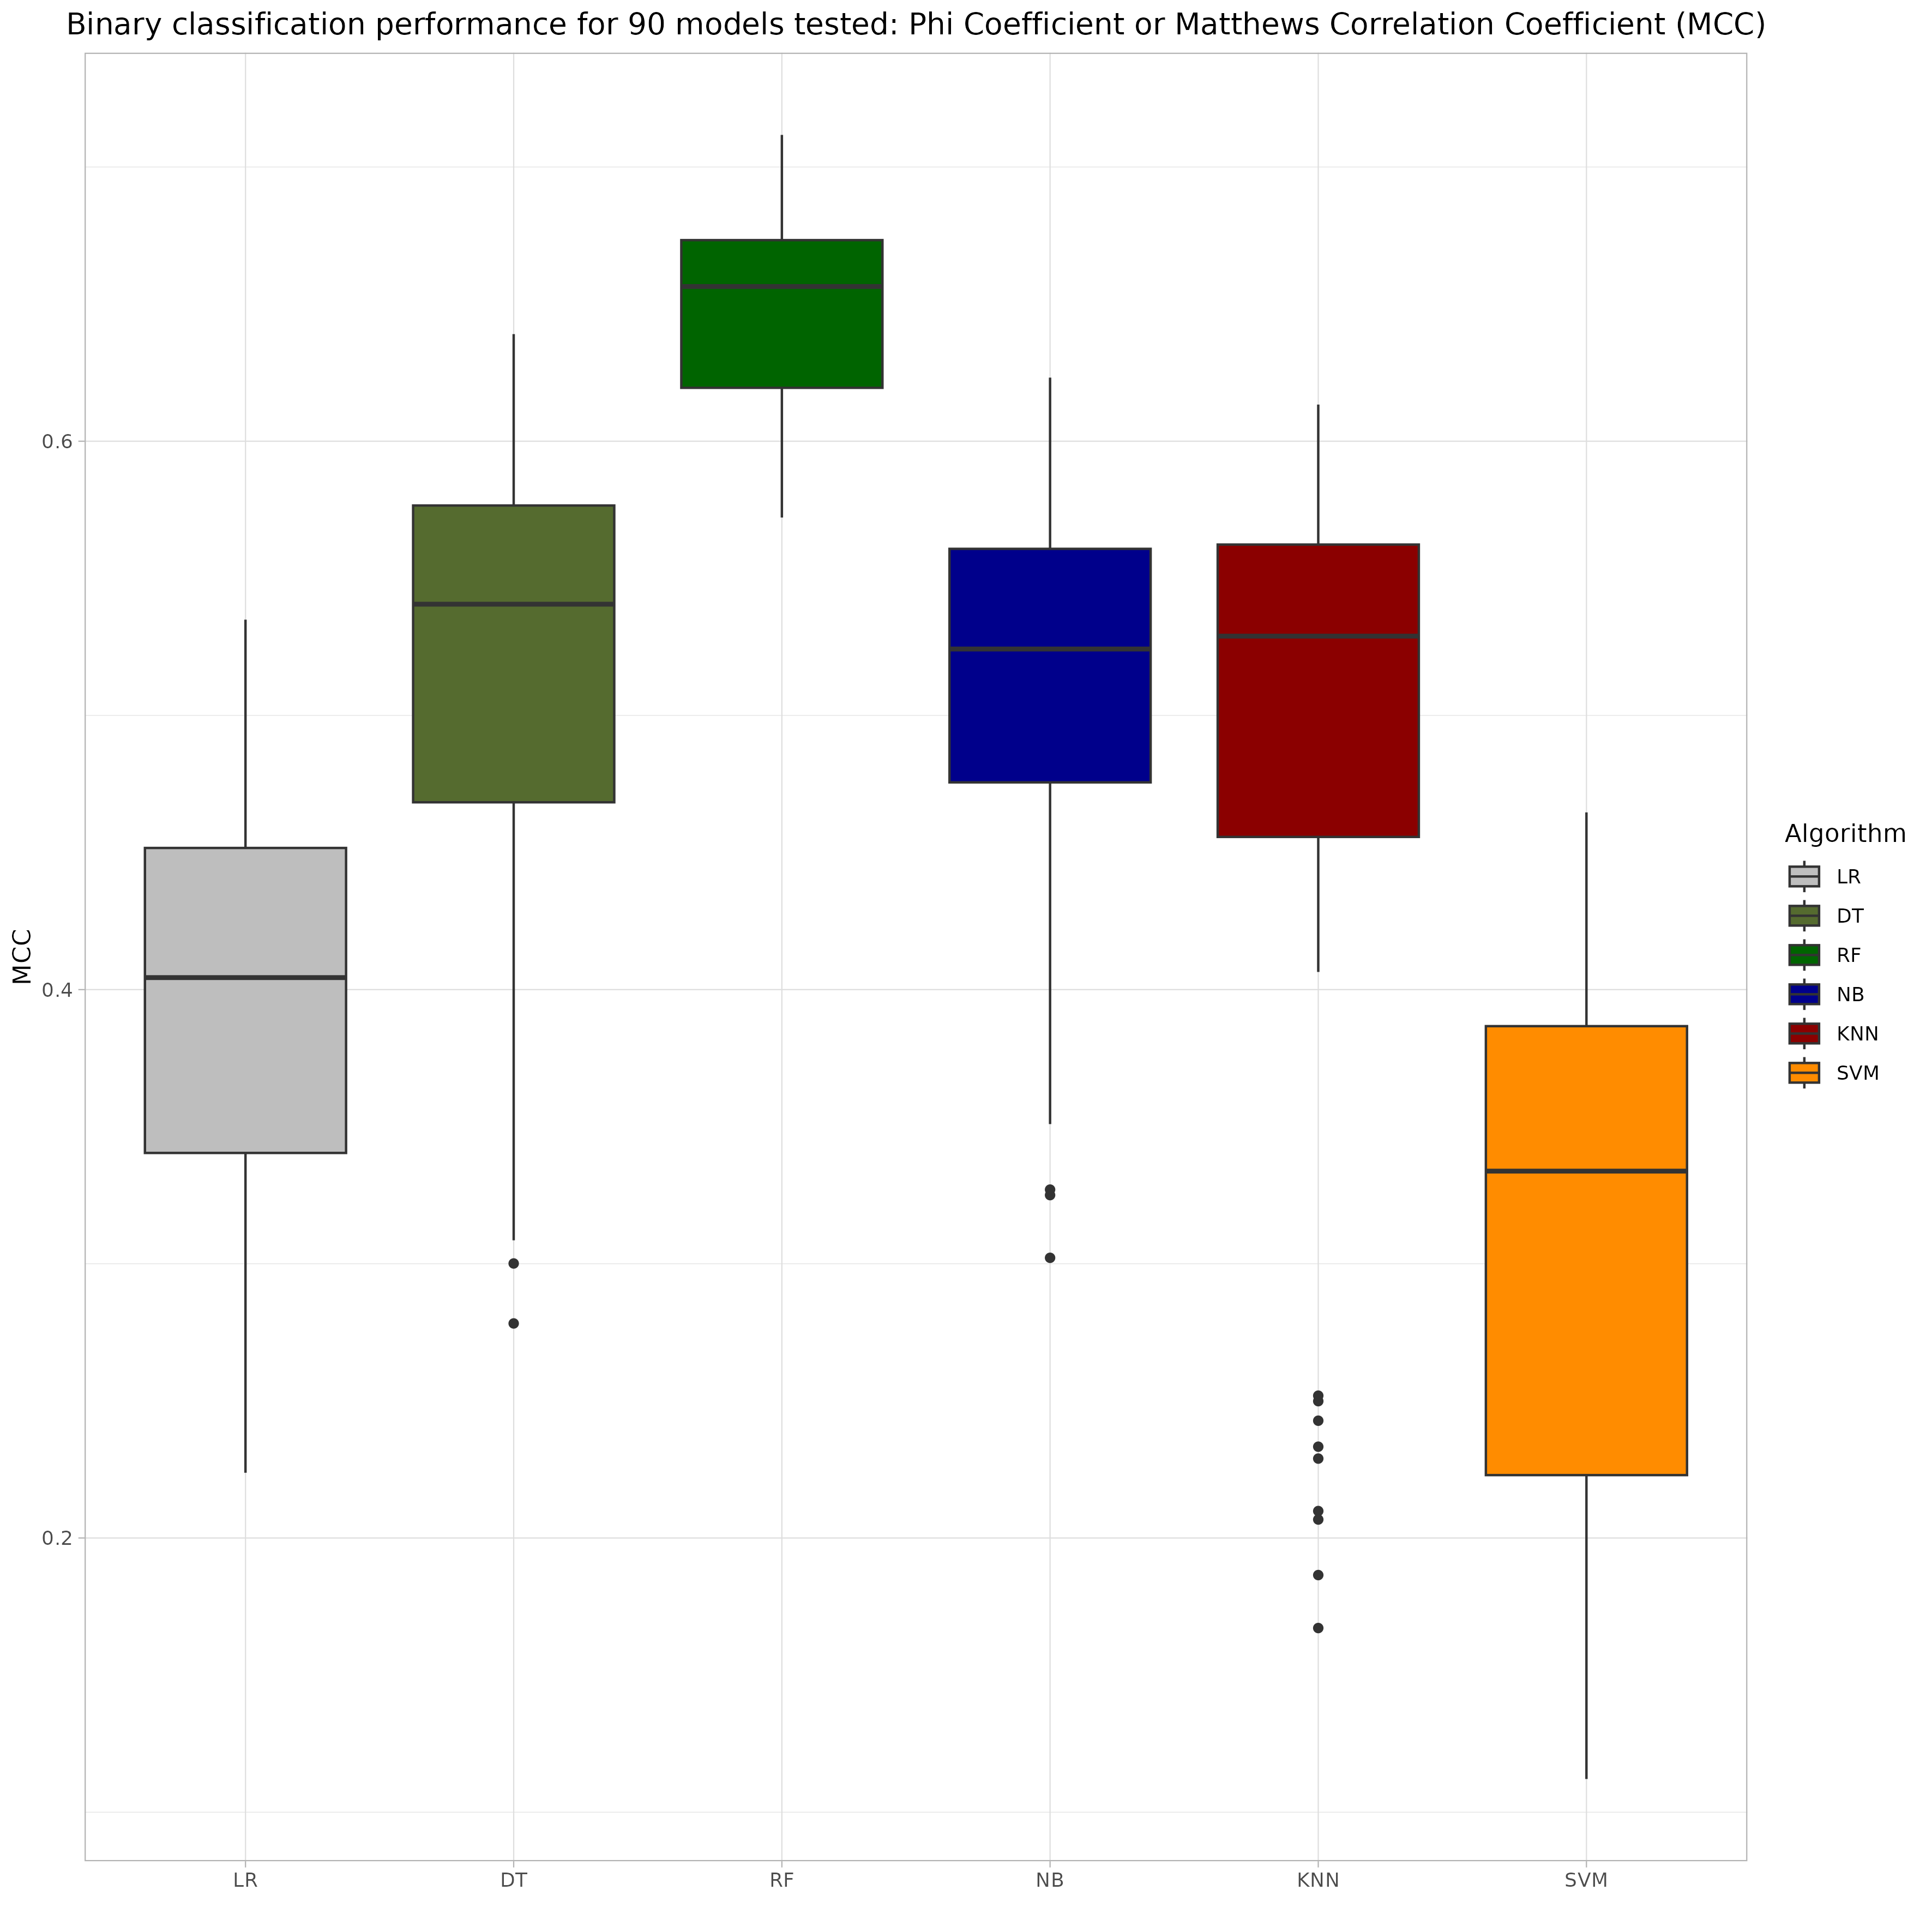 Binary classification performance for 90 models tested: Phi Coefficient or Matthews Correlation Coefficient (MCC)
MCC
0.6
0.4
0.2
LR DT RF NB KNN SVM
Algorithm
LR
DT
RF
NB
KNN
SVM